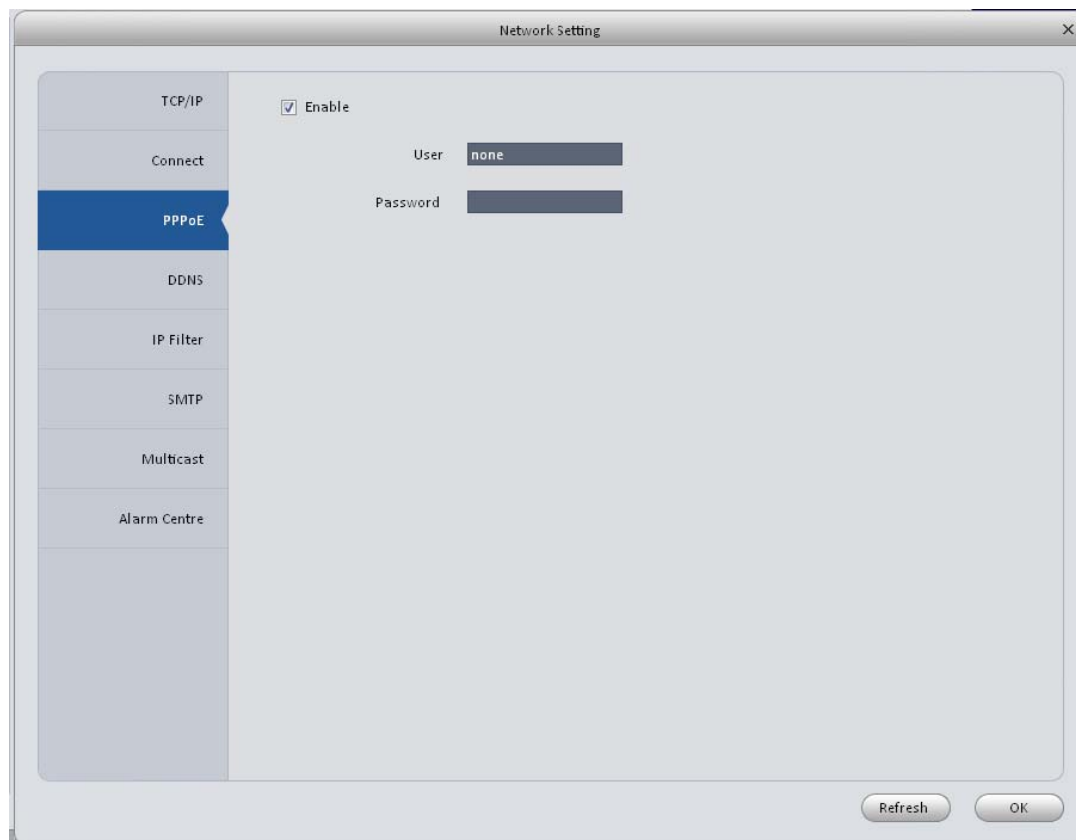 Network Setting
TCP/IP
Connect
PPPoE
DDNS
IP Filter
SMTP
Multicast
Alarm Centre
Enable
User none
Password
Refresh OK